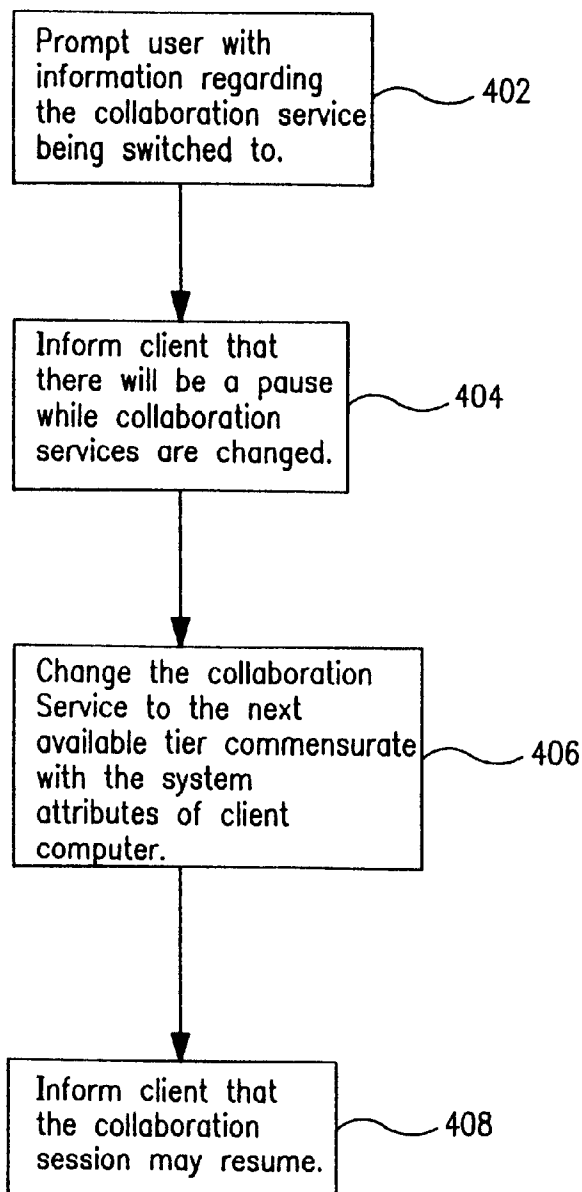 Prompt user with
information regarding
the collaboration service
being switched to.
402
Inform client that
there will be a pause
while collaboration
services are changed.
404
Change the collaboration
Service to the next
available tier commensurate
with the system
attributes of client
computer.
406
Inform client that
the collaboration
session may resume.
408